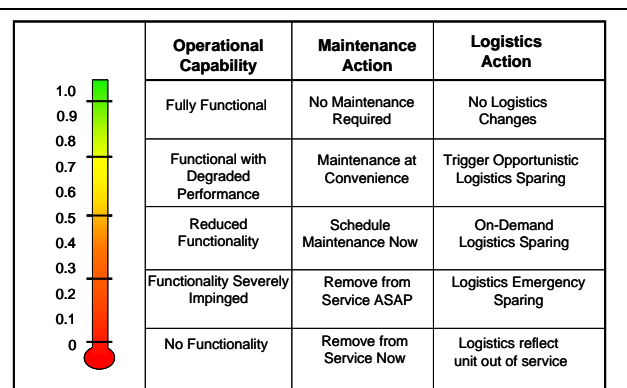 Operational
Capability
Maintenance
Action
Logistics
Action
1.0
0.9
0.8
0.7
0.6
0.5
0.4
0.3
0.2
0.1
0
Fully Functional
No Maintenance
Required
No Logistics
Changes
Functional with
Degraded
Performance
Maintenance at
Convenience
Trigger Opportunistic
Logistics Sparing
Reduced
Functionality
Schedule
Maintenance Now
On-Demand
Logistics Sparing
Functionality Severely
Impinged
Remove from
Service ASAP
Logistics Emergency
Sparing
No Functionality
Remove from
Service Now
Logistics reflect
unit out of service